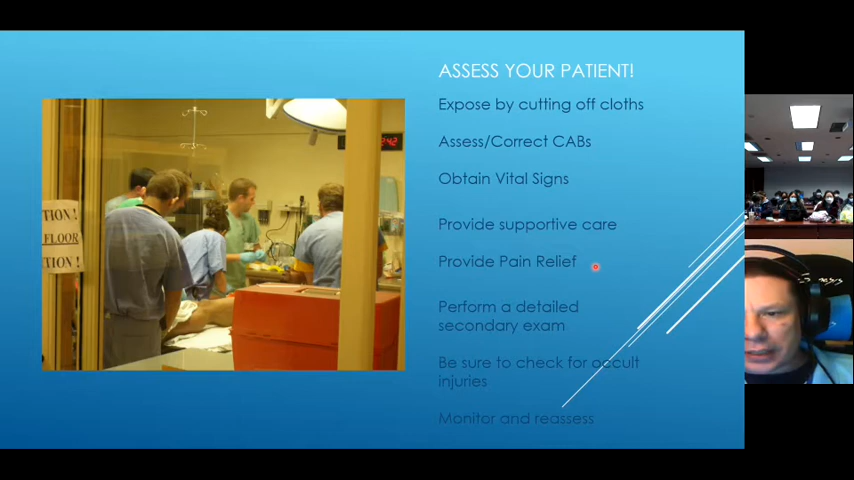 ASSESS YOUR PATIENT!
Expose by cutting off cloths
Assess/Correct CABs
Obtain Vital Signs
Provide supportive care
Provide Pain Relief
Perform a detailed
secondary exam
Be sure to check for occult
injuries
Monitor and reassess
TION!
FLOOR
TION!
:42